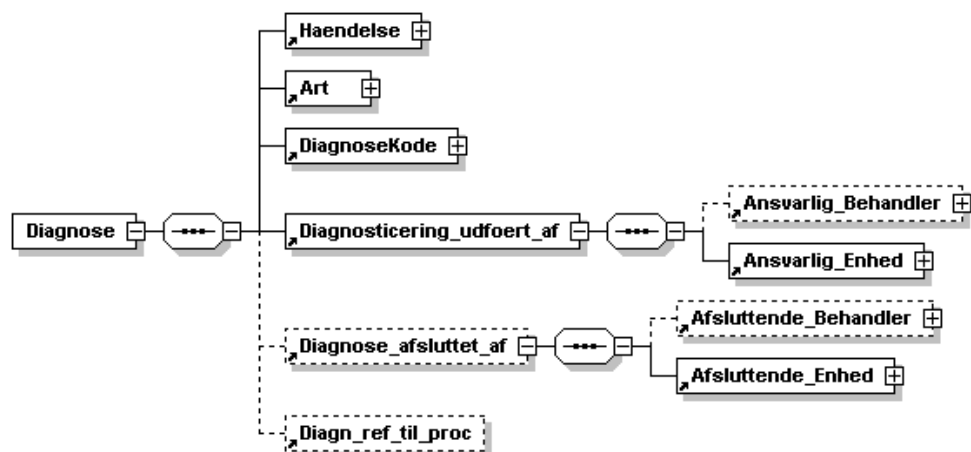 Haendelse
Art
DiagnoseKode
Diagnose
Diagnosticering_udfoert_af
Ansvarlig_Behandler
Ansvarlig_Enhed
Diagnose_afsluttet_af
Afsluttende_Behandler
Afsluttende_Enhed
Diagn_ref_til_proc